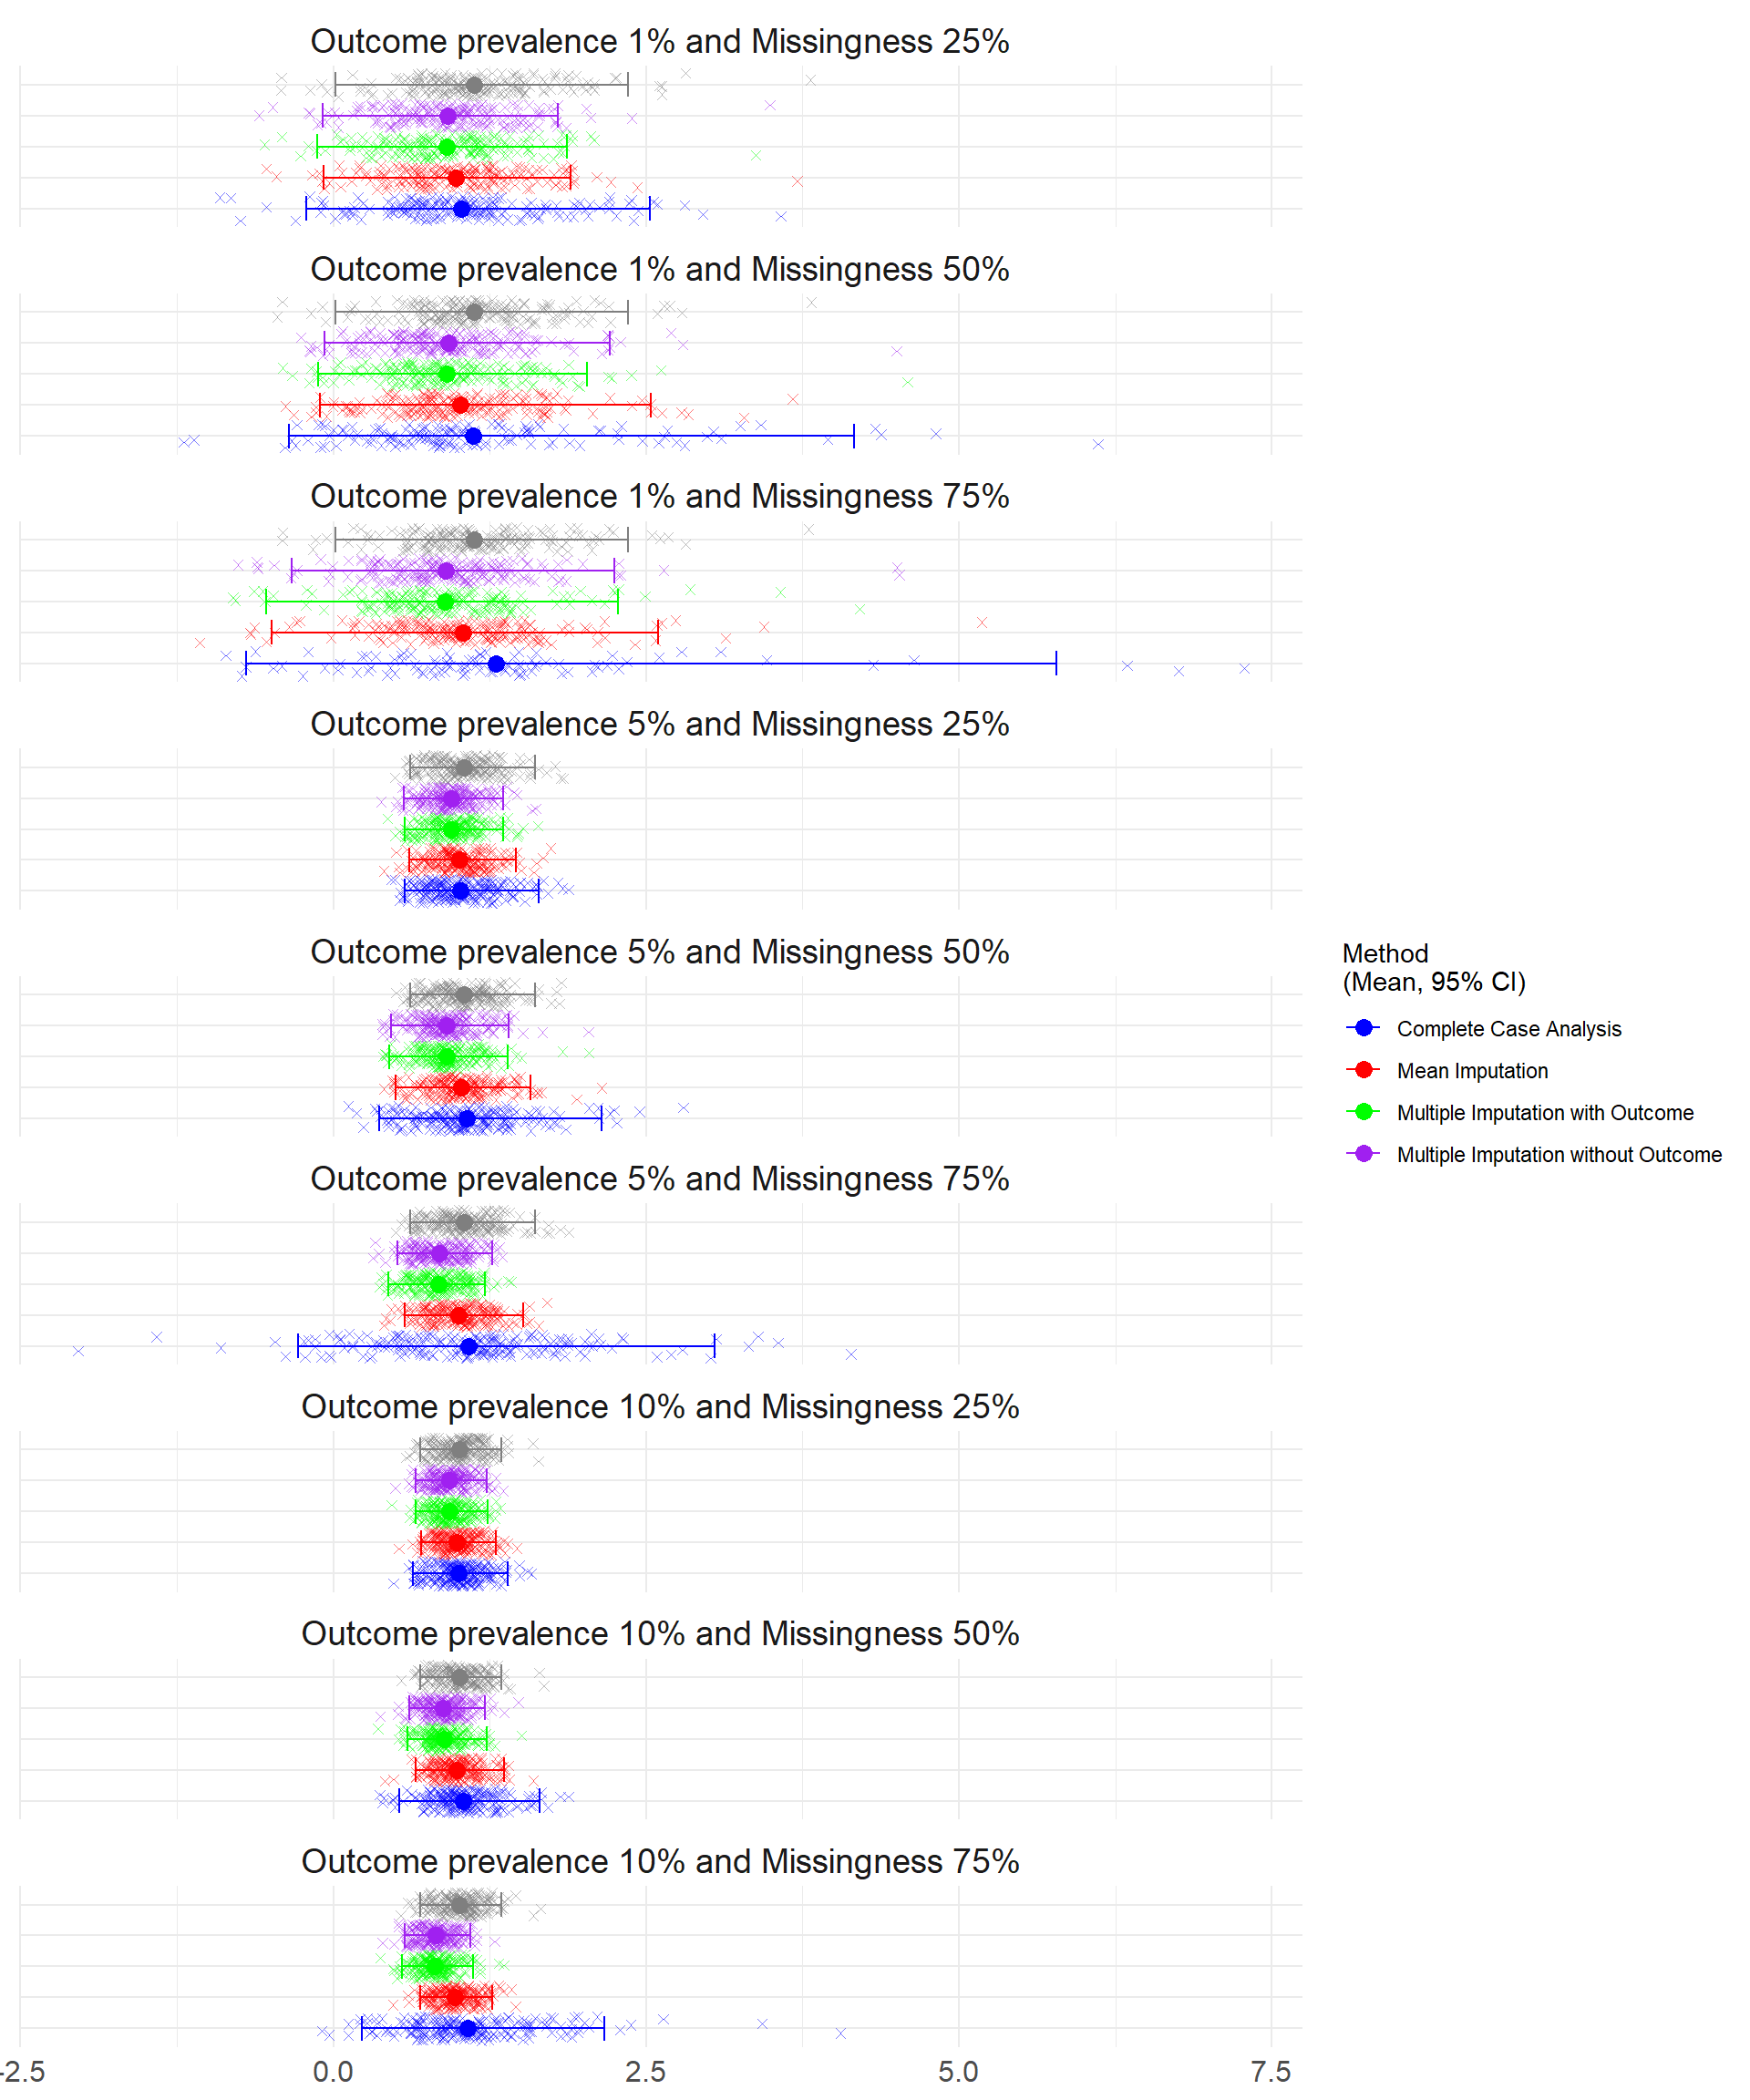 Outcome prevalence 1% and Missingness 25%
Outcome prevalence 1% and Missingness 50%
Outcome prevalence 1% and Missingness 75%
Outcome prevalence 5% and Missingness 25%
Outcome prevalence 5% and Missingness 50%
Outcome prevalence 5% and Missingness 75%
Outcome prevalence 10% and Missingness 25%
Outcome prevalence 10% and Missingness 50%
Outcome prevalence 10% and Missingness 75%
-2.5 0.0 2.5 5.0 7.5
Method
(Mean, 95% CI)
Complete Case Analysis
Mean Imputation
Multiple Imputation with Outcome
Multiple Imputation without Outcome